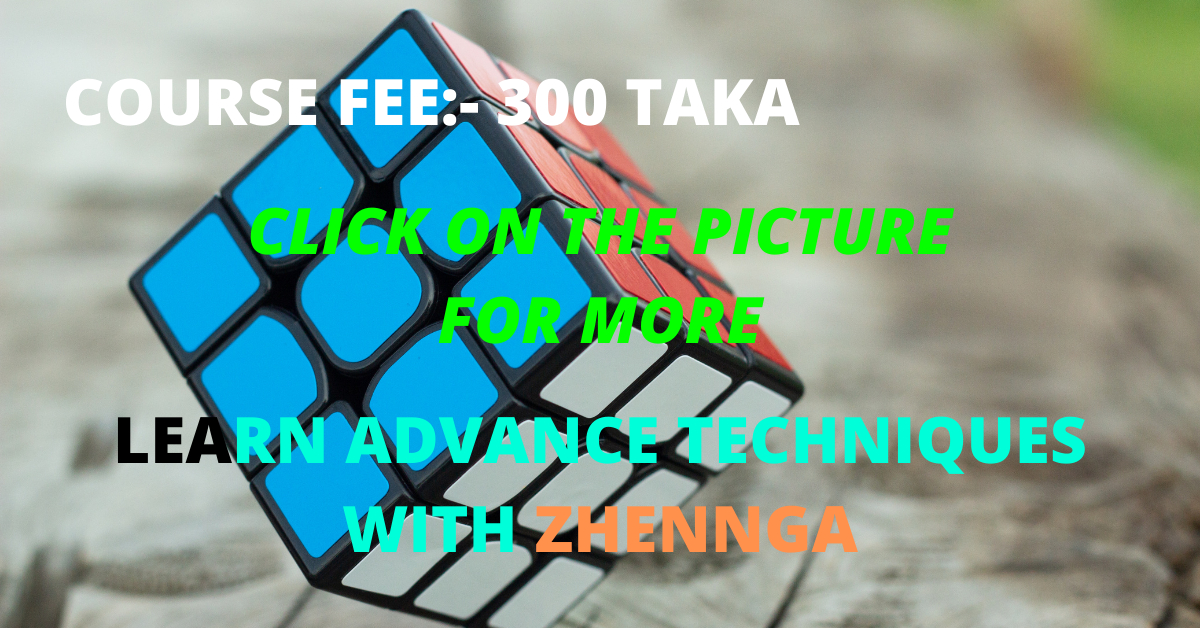 COURSE FEE:- 300 TAKA
CLICK ON THE PICTURE
FOR MORE
LEARN ADVANCE TECHNIQUES
WITH ZHENNGA